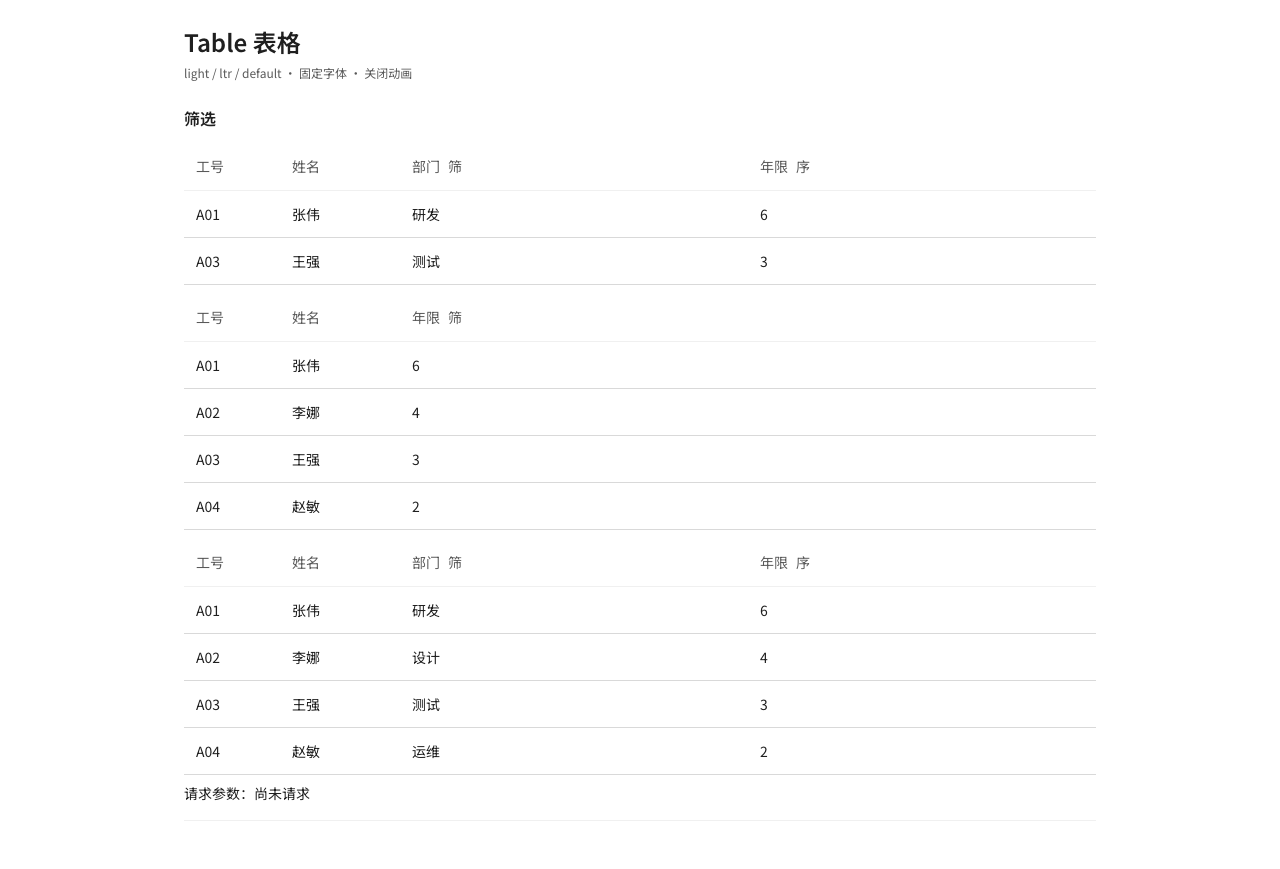 Table 表格
light / ltr / default ・ 固定字体 ・ 关闭动画
筛选
工号 姓名 部门 筛 年限 序
A01 张伟 研发 6
A03 王强 测试 3
工号 姓名 年限 筛
A01 张伟 6
A02 李娜 4
A03 王强 3
A04 赵敏 2
工号 姓名 部门 筛 年限 序
A01 张伟 研发 6
A02 李娜 设计 4
A03 王强 测试 3
A04 赵敏 运维 2
请求参数：尚未请求